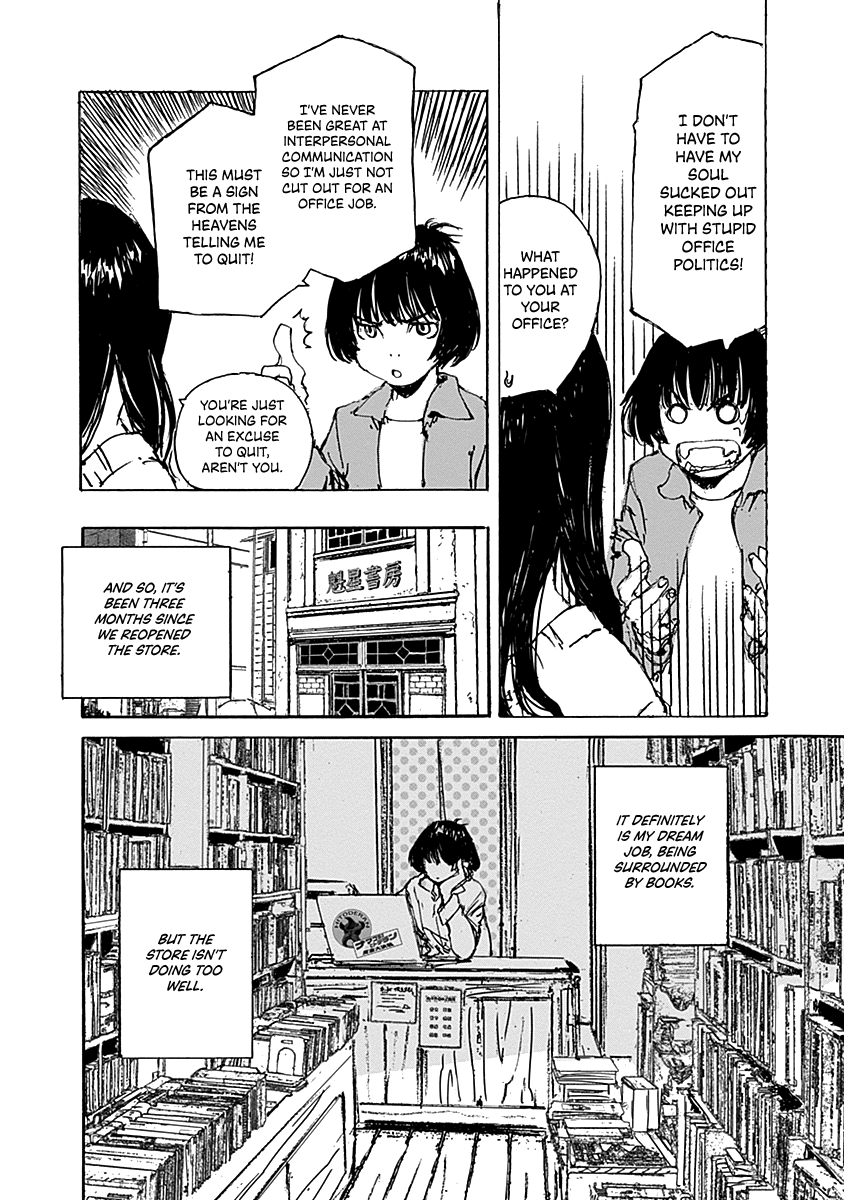 I DON'T
HAVE TO
HAVE MY
SOUL
SUCKED OUT
KEEPING UP
WITH STUPID
OFFICE
POLITICS!
WHAT
HAPPENED
TO YOU AT
YOUR
OFFICE?
I'VE NEVER
BEEN GREAT AT
INTERPERSONAL
COMMUNICATION
SO I'M JUST NOT
CUT OUT FOR AN
OFFICE JOB.
THIS MUST
BE A SIGN
FROM THE
HEAVENS
TELLING ME
TO QUIT!
YOU'RE JUST
LOOKING FOR
AN EXCUSE
TO QUIT,
AREN'T YOU.
魁星書房
AND SO, IT'S
BEEN THREE
MONTHS SINCE
WE REOPENED
THE STORE.
IT DEFINITELY
IS MY DREAM
JOB, BEING
SURROUNDED
BY BOOKS.
BUT THE
STORE ISN'T
DOING TOO
WELL.